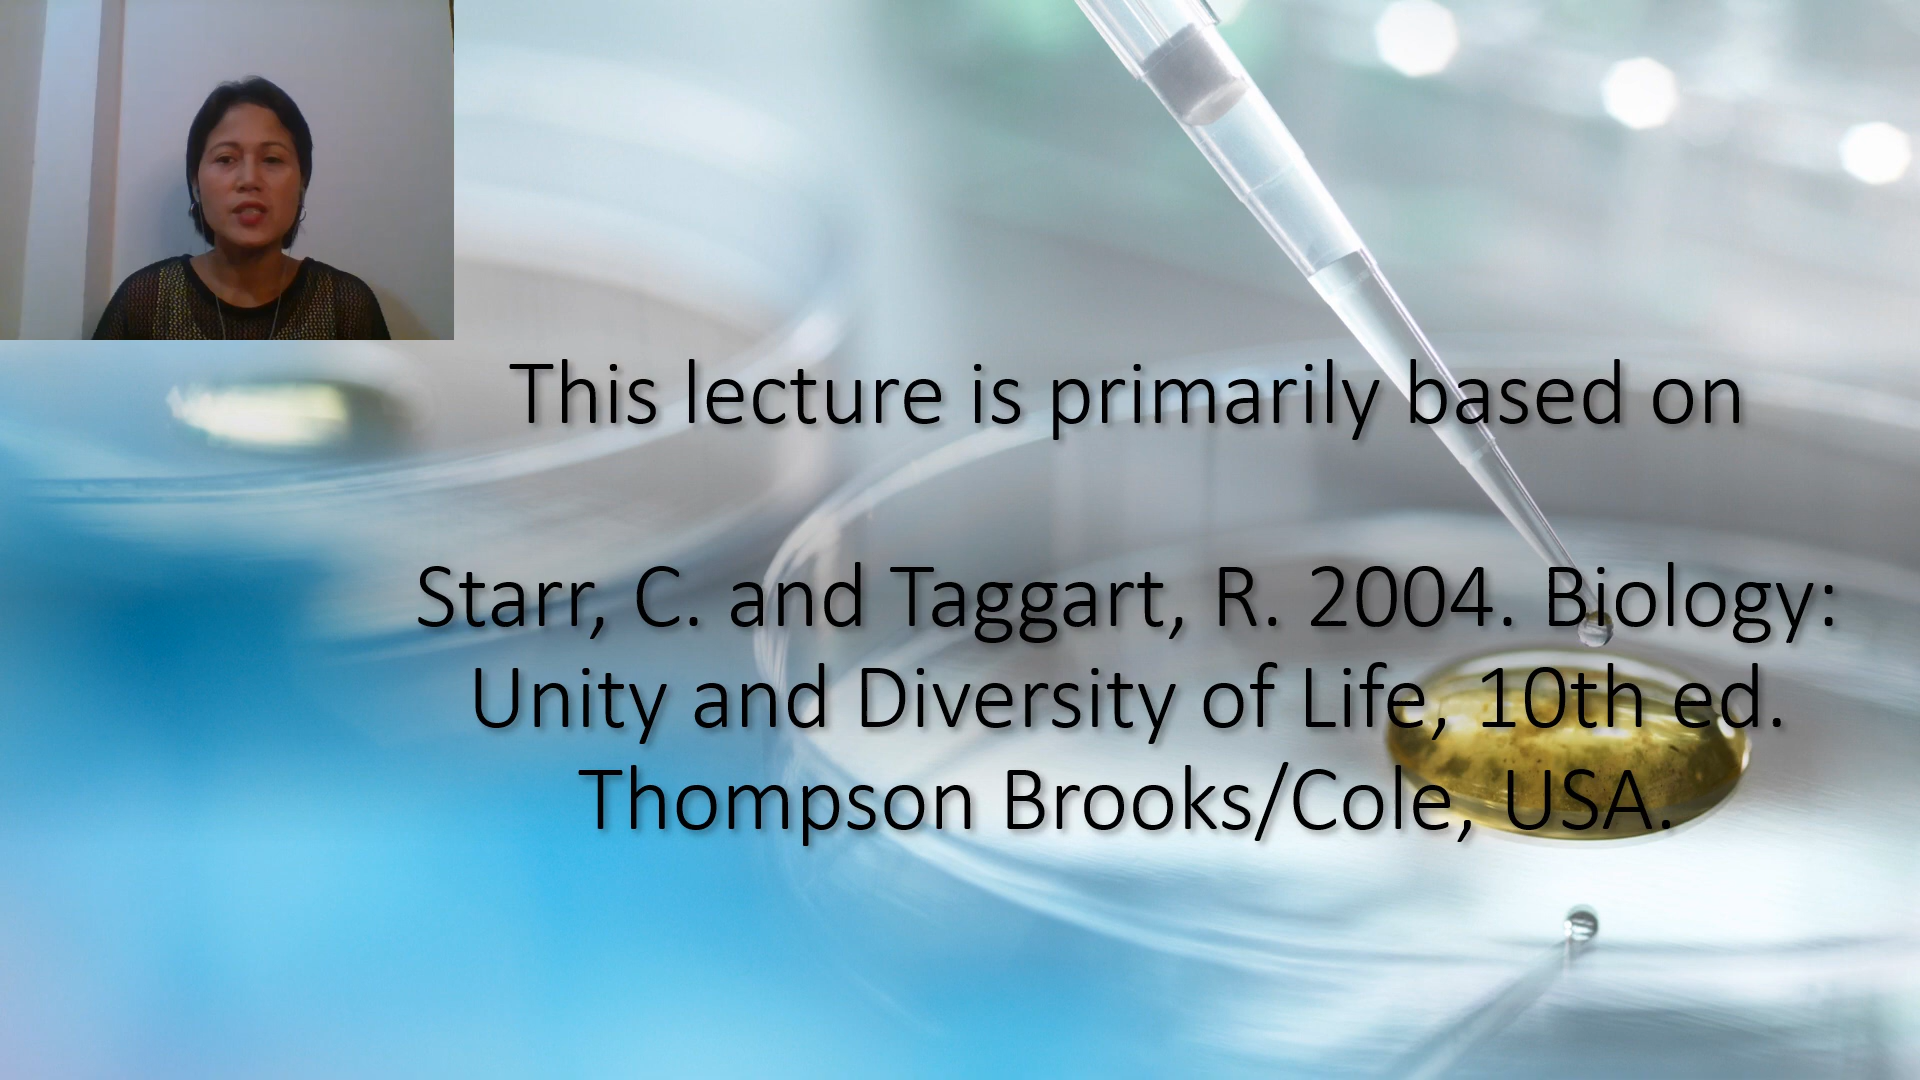 This lecture is primarily based on
Starr, C. and Taggart, R. 2004. Biology:
Unity and Diversity of Life, 10th ed.
Thompson Brooks/Cole, USA.